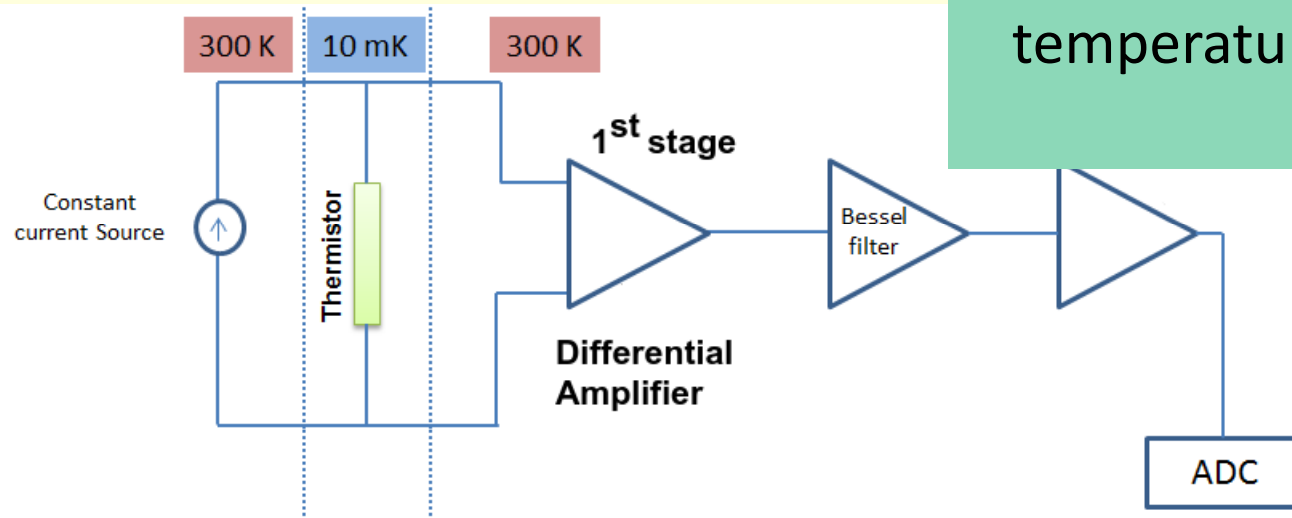 temperatu
300 K
10 mK
300 K
1st stage
Constant
current Source
Thermistor
Bessel
filter
Differential
Amplifier
ADC